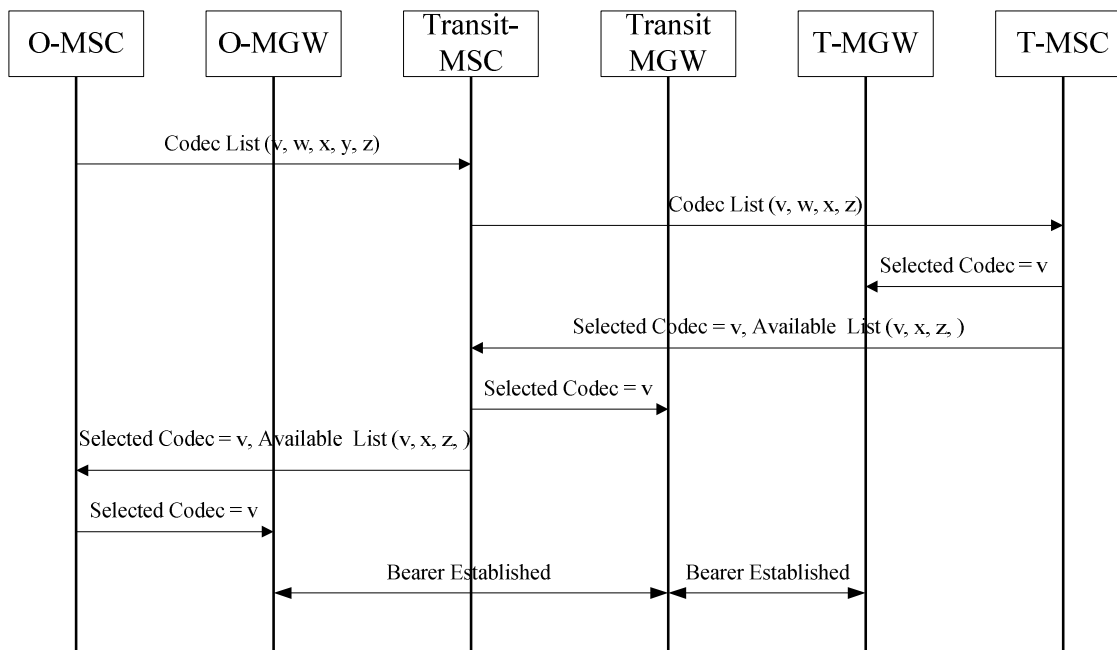 O-MSC
O-MGW
Transit-
MSC
Transit
MGW
T-MGW
T-MSC
Codec List (v, w, x, y, z)
Codec List (v, w, x, z)
Selected Codec = v
Selected Codec = v, Available List (v, x, z, )
Selected Codec = v
Selected Codec = v, Available List (v, x, z, )
Selected Codec = v
Bearer Established
Bearer Established